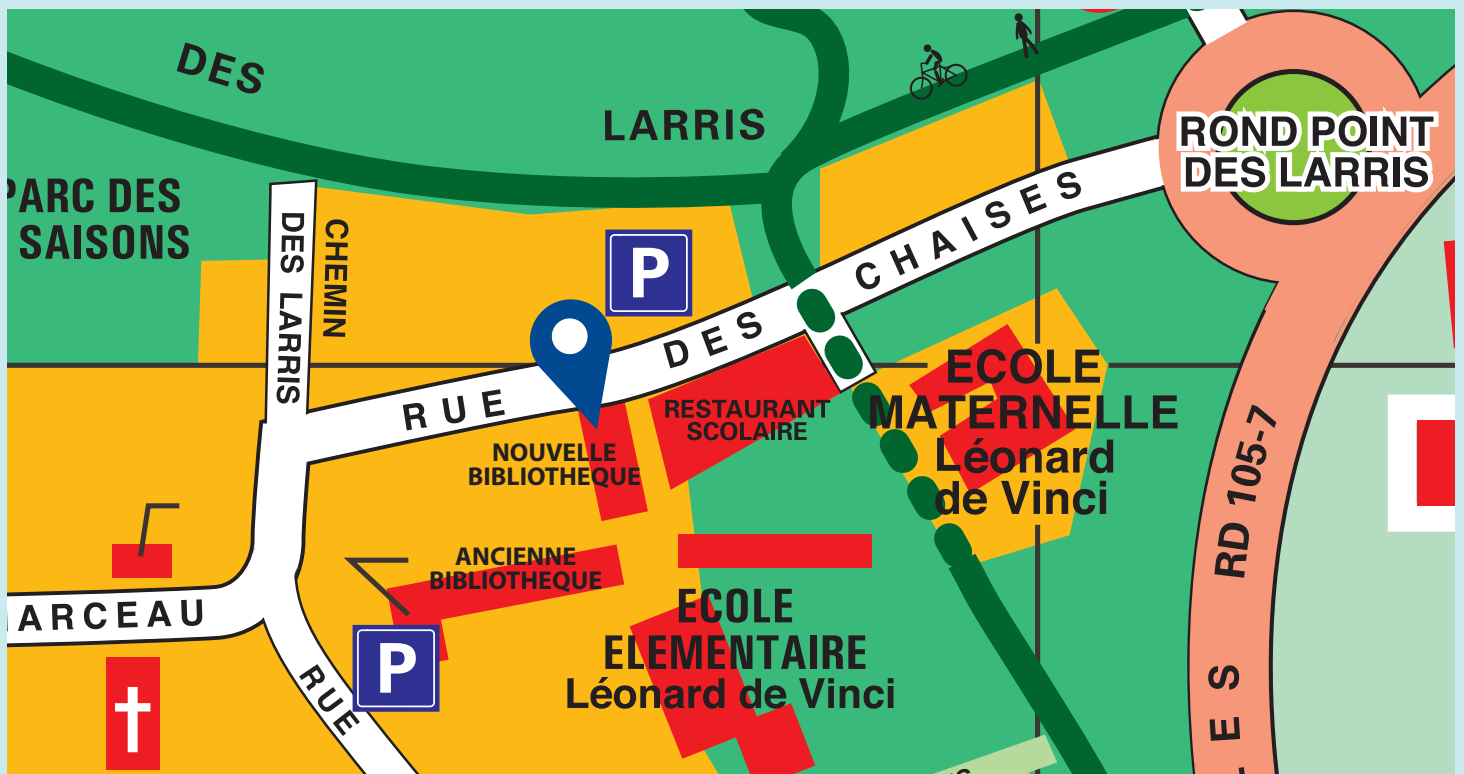 DES
LARRIS
ROND POINT
DES LARRIS
PARC DES
SAISONS
CHEMIN
DES LARRIS
P
RUE DES CHAISES
RESTAURANT
SCOLAIRE
ECOLE
MATERNELLE
Léonard
de Vinci
NOUVELLE
BIBLIOTHEQUE
RD 105-7
ES
ANCIENNE
BIBLIOTHEQUE
ECOLE
ELEMENTAIRE
Léonard de Vinci
ARCEAU
P
RUE